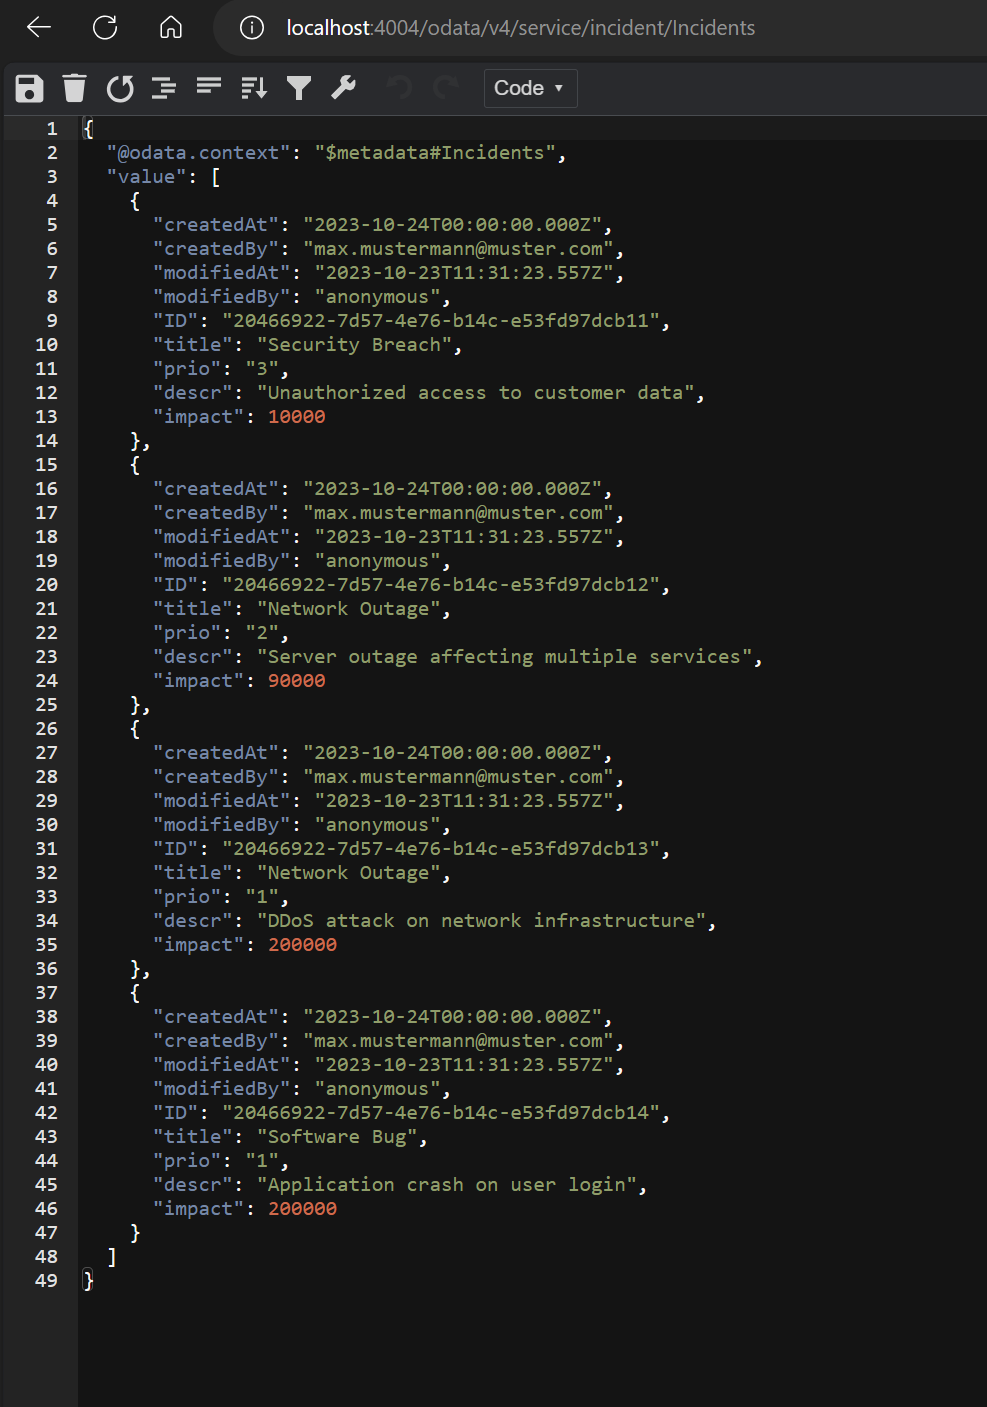 localhost:4004/odata/v4/service/incident/Incidents
Code
1 {
2 "@odata.context": "$metadata#Incidents",
3 "value": [
4 {
5 "createdAt": "2023-10-24T00:00:00.000Z",
6 "createdBy": "max.mustermann@muster.com",
7 "modifiedAt": "2023-10-23T11:31:23.557Z",
8 "modifiedBy": "anonymous",
9 "ID": "20466922-7d57-4e76-b14c-e53fd97dcb11",
10 "title": "Security Breach",
11 "prio": "3",
12 "descr": "Unauthorized access to customer data",
13 "impact": 10000
14 },
15 {
16 "createdAt": "2023-10-24T00:00:00.000Z",
17 "createdBy": "max.mustermann@muster.com",
18 "modifiedAt": "2023-10-23T11:31:23.557Z",
19 "modifiedBy": "anonymous",
20 "ID": "20466922-7d57-4e76-b14c-e53fd97dcb12",
21 "title": "Network Outage",
22 "prio": "2",
23 "descr": "Server outage affecting multiple services",
24 "impact": 90000
25 },
26 {
27 "createdAt": "2023-10-24T00:00:00.000Z",
28 "createdBy": "max.mustermann@muster.com",
29 "modifiedAt": "2023-10-23T11:31:23.557Z",
30 "modifiedBy": "anonymous",
31 "ID": "20466922-7d57-4e76-b14c-e53fd97dcb13",
32 "title": "Network Outage",
33 "prio": "1",
34 "descr": "DDoS attack on network infrastructure",
35 "impact": 200000
36 },
37 {
38 "createdAt": "2023-10-24T00:00:00.000Z",
39 "createdBy": "max.mustermann@muster.com",
40 "modifiedAt": "2023-10-23T11:31:23.557Z",
41 "modifiedBy": "anonymous",
42 "ID": "20466922-7d57-4e76-b14c-e53fd97dcb14",
43 "title": "Software Bug",
44 "prio": "1",
45 "descr": "Application crash on user login",
46 "impact": 200000
47 }
48 ]
49 }